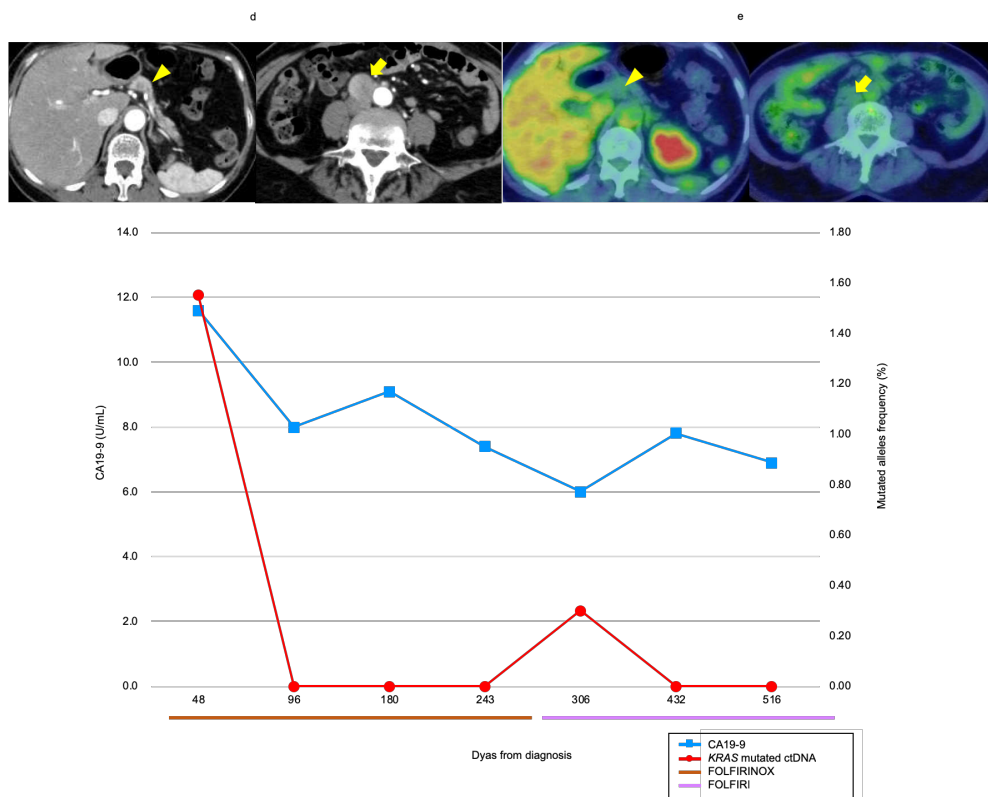 d e
14.0 1.80
1.60
12.0
1.40
10.0
1.20
8.0 1.00
6.0 0.80
0.60
4.0
0.40
2.0
0.20
0.0 0.00
CA19-9 (U/mL)
Mutated alleles frequency (%)
48 96 180 243 306 432 516
Dyas from diagnosis
CA19-9
KRAS mutated ctDNA
FOLFIRINOX
FOLFIRI